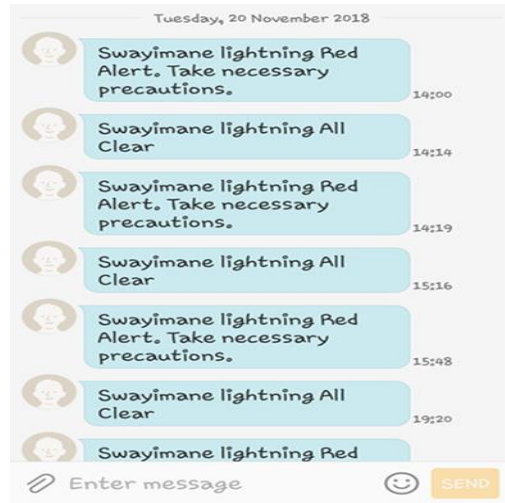 Tuesday, 20 November 2018
Swayimane lightning Red
Alert. Take necessary
precautions.
14:00
Swayimane lightning All
Clear
14:14
Swayimane lightning Red
Alert. Take necessary
precautions.
14:19
Swayimane lightning All
Clear
15:16
Swayimane lightning Red
Alert. Take necessary
precautions.
15:48
Swayimane lightning All
Clear
19:20
Swayimane lightning Red
Enter message
SEND